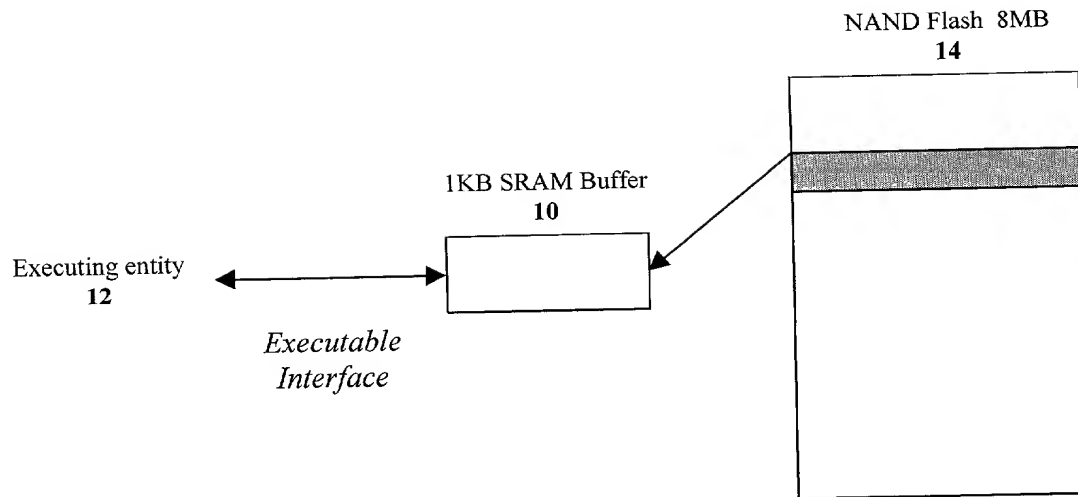 NAND Flash 8MB
14
1KB SRAM Buffer
10
Executing entity
12
Executable
Interface